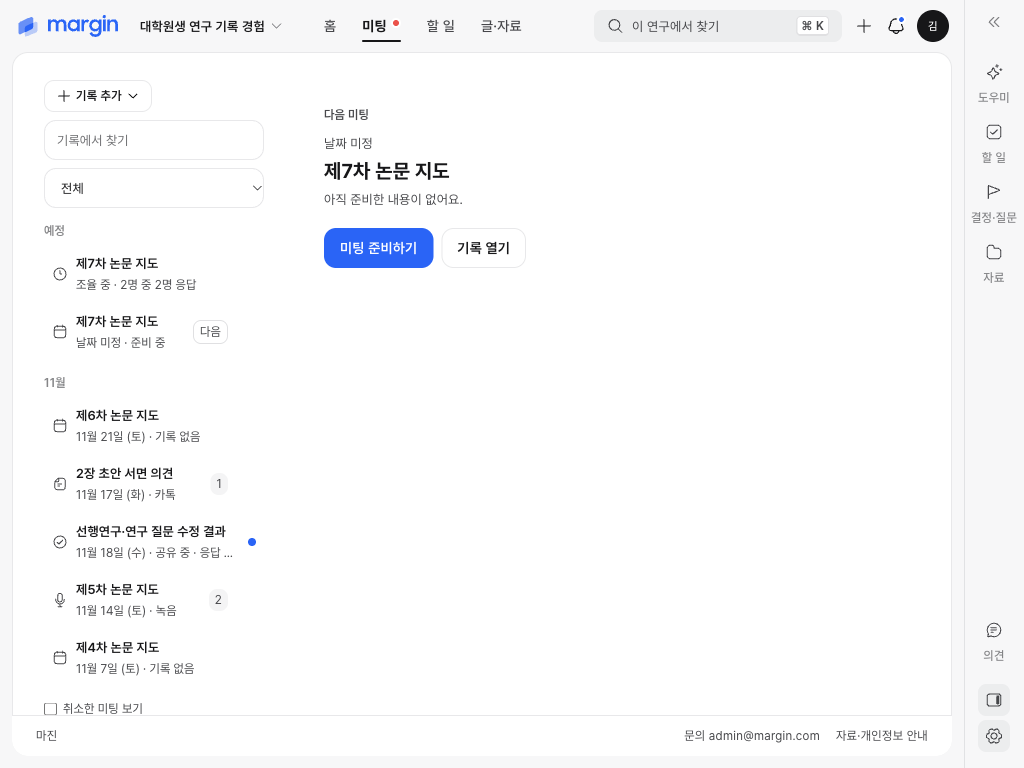 margin
대학원생 연구 기록 경험
홈
미팅
할 일
글·자료
이 연구에서 찾기
⌘ K
김
기록 추가
기록에서 찾기
전체
예정
제7차 논문 지도
조율 중 · 2명 중 2명 응답
제7차 논문 지도
날짜 미정 · 준비 중
다음
11월
제6차 논문 지도
11월 21일 (토) · 기록 없음
2장 초안 서면 의견
11월 17일 (화) · 카톡
1
선행연구·연구 질문 수정 결과
11월 18일 (수) · 공유 중 · 응답 ...
제5차 논문 지도
11월 14일 (토) · 녹음
2
제4차 논문 지도
11월 7일 (토) · 기록 없음
취소한 미팅 보기
다음 미팅
날짜 미정
제7차 논문 지도
아직 준비한 내용이 없어요.
미팅 준비하기
기록 열기
도우미
할 일
결정·질문
자료
의견
마진
문의 admin@margin.com
자료·개인정보 안내